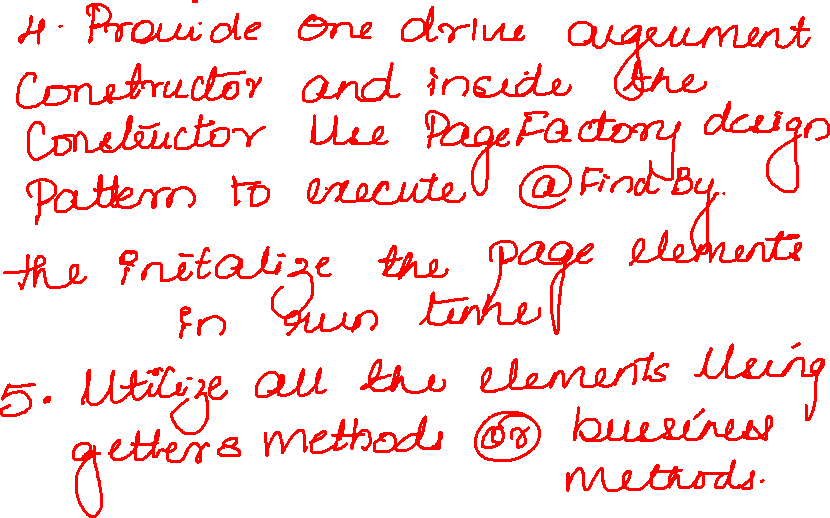 4. Provide one drive augeument
Constructor and inside the
Constructor Use PageFactory design
Pattern to execute @FindBy.
the initalize the page elements
in run time
5. Utilize all the elements Using
getters methods (or) business
methods.